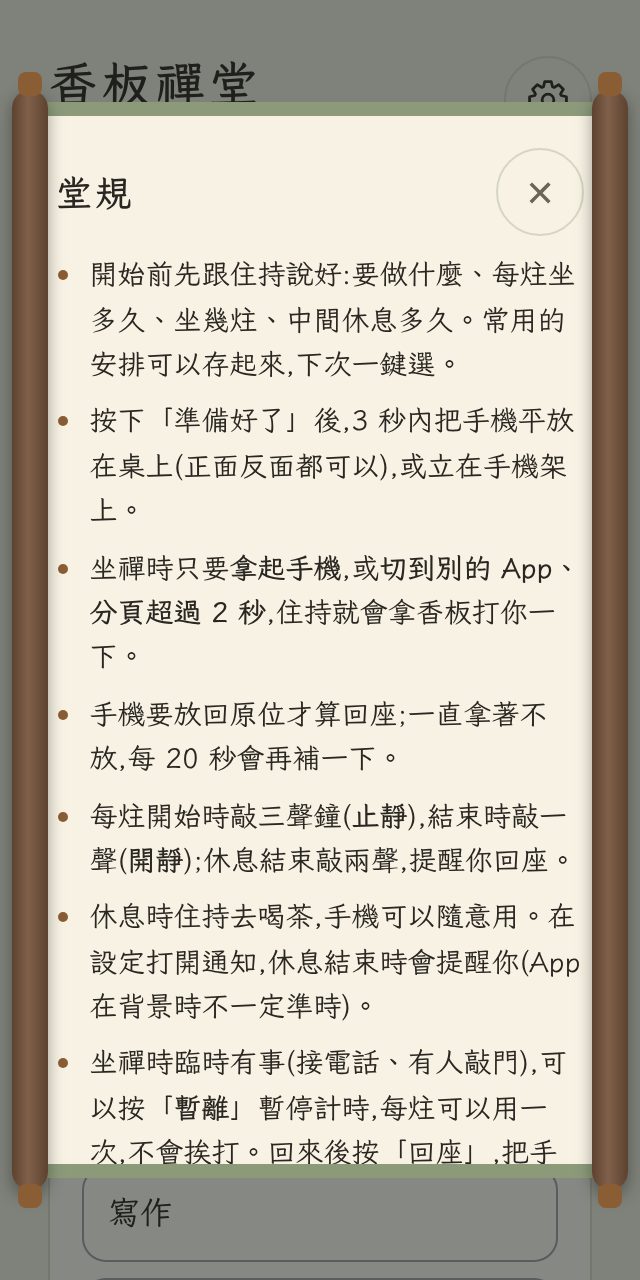 香板禪堂
堂規
開始前先跟住持說好:要做什麼、每炷坐
多久、坐幾炷、中間休息多久。常用的
安排可以存起來,下次一鍵選。
按下「準備好了」後,3 秒內把手機平放
在桌上(正面反面都可以),或立在手機架
上。
坐禪時只要拿起手機,或切到別的 App、
分頁超過 2 秒,住持就會拿香板打你一
下。
手機要放回原位才算回座;一直拿著不
放,每 20 秒會再補一下。
每炷開始時敲三聲鐘(止靜),結束時敲一
聲(開靜);休息結束敲兩聲,提醒你回座。
休息時住持去喝茶,手機可以隨意用。在
設定打開通知,休息結束時會提醒你(App
在背景時不一定準時)。
坐禪時臨時有事(接電話、有人敲門),可
以按「暫離」暫停計時,每炷可以用一
次,不會挨打。回來後按「回座」,把手
寫作